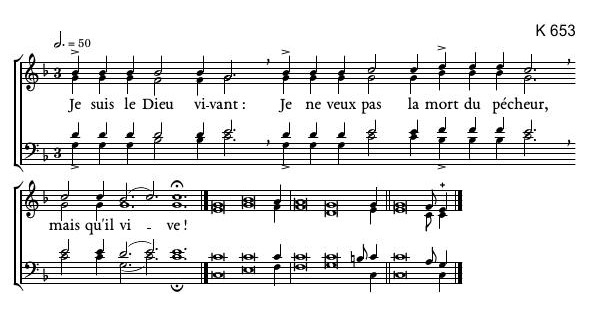 K 653
𝅗𝅥. = 50
Je suis le Dieu vi-vant : Je ne veux pas la mort du pécheur,
mais qu'il vi - ve !